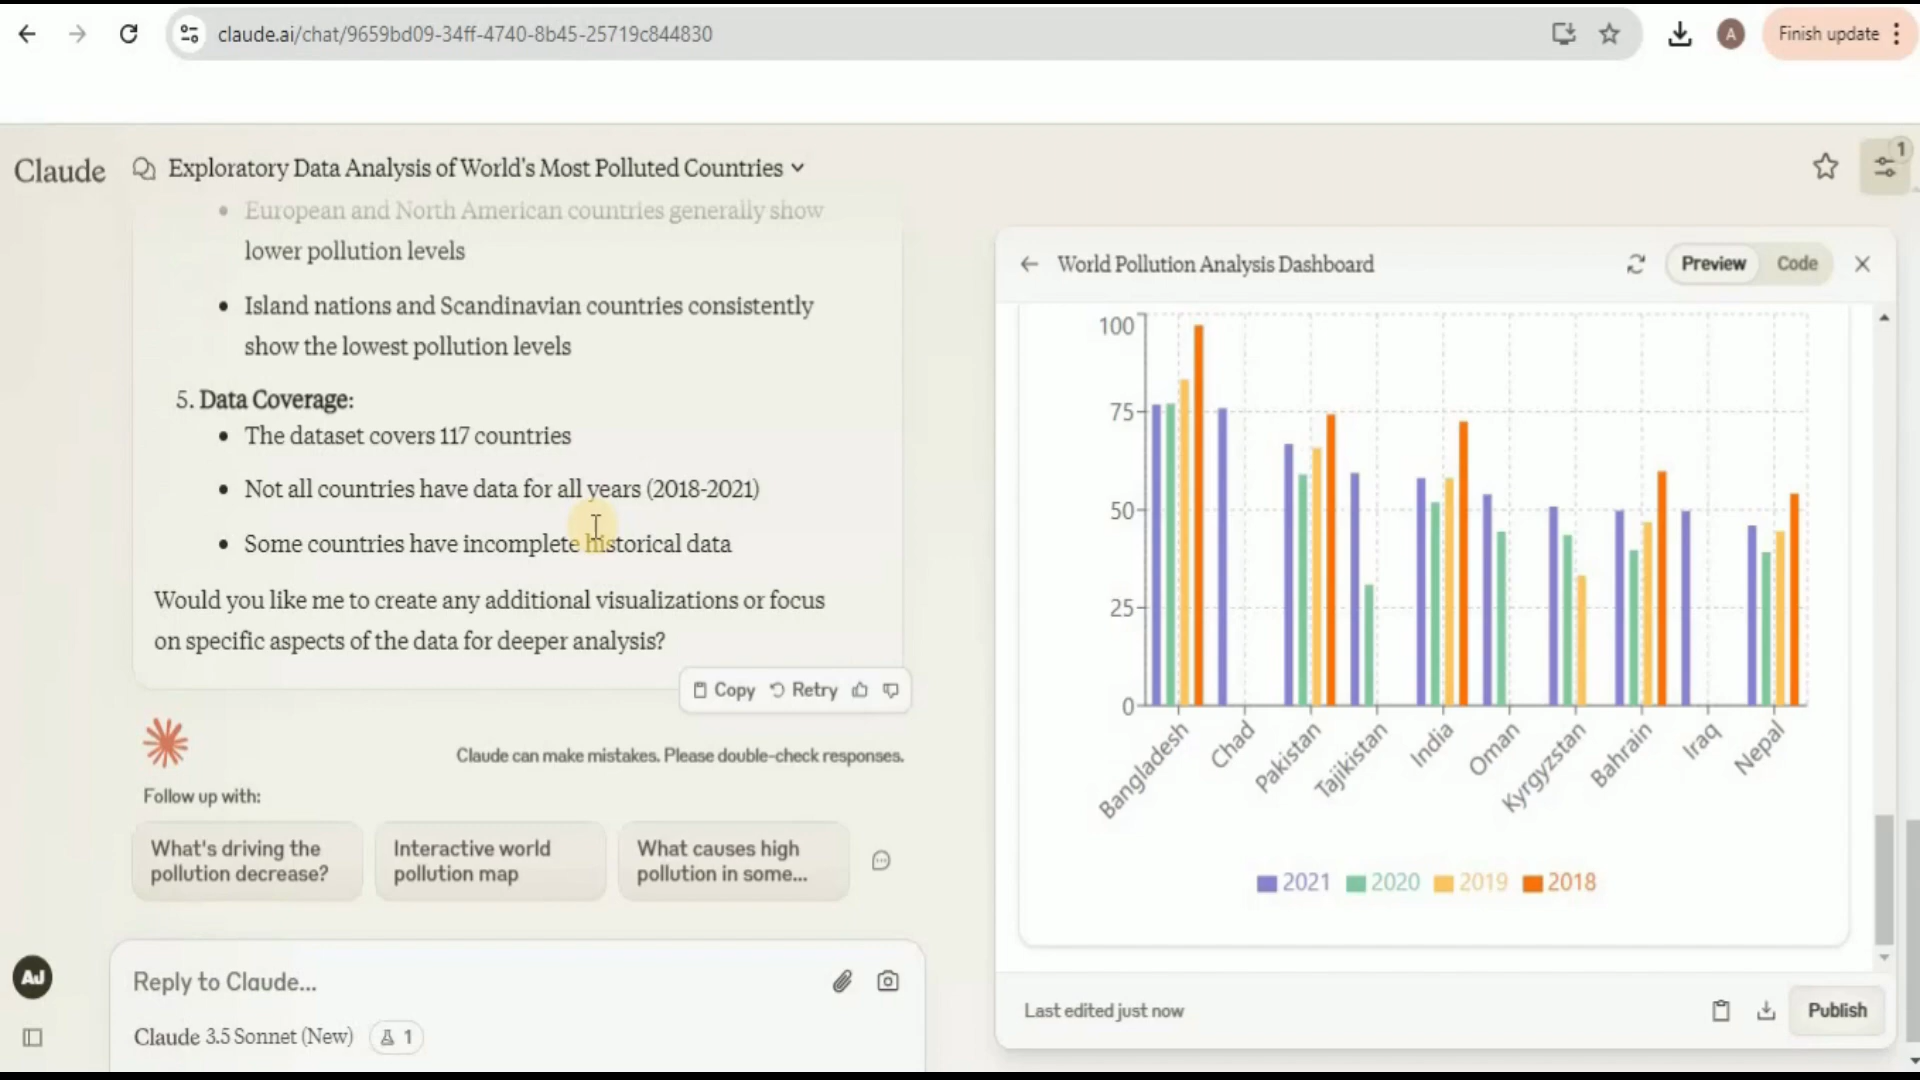 claude.ai/chat/9659bd09-34ff-4740-8b45-25719c844830
A
Finish update
Claude
Exploratory Data Analysis of World's Most Polluted Countries
1
European and North American countries generally show
lower pollution levels
Island nations and Scandinavian countries consistently
show the lowest pollution levels
5. Data Coverage:
The dataset covers 117 countries
Not all countries have data for all years (2018-2021)
Some countries have incomplete historical data
Would you like me to create any additional visualizations or focus
on specific aspects of the data for deeper analysis?
Copy Retry
Claude can make mistakes. Please double-check responses.
Follow up with:
What's driving the
pollution decrease?
Interactive world
pollution map
What causes high
pollution in some...
AJ
Reply to Claude...
Claude 3.5 Sonnet (New) 1
World Pollution Analysis Dashboard
Preview Code
100
75
50
25
0
Bangladesh
Chad
Pakistan
Tajikistan
India
Oman
Kyrgyzstan
Bahrain
Iraq
Nepal
2021 2020 2019 2018
Last edited just now
Publish